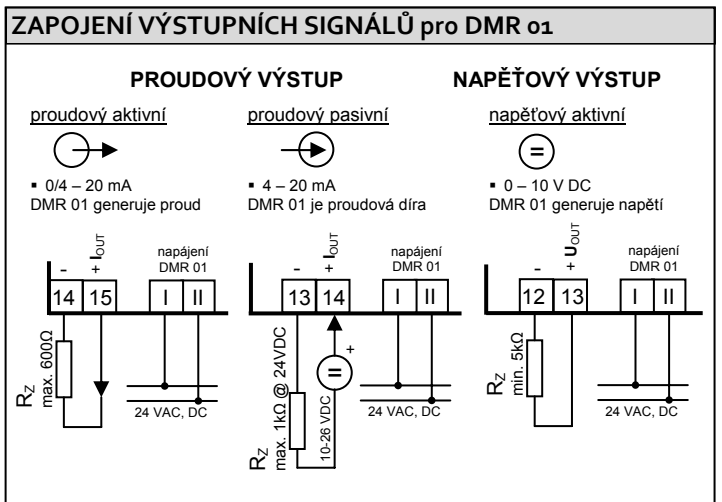 ZAPOJENÍ VÝSTUPNÍCH SIGNÁLŮ pro DMR 01
PROUDOVÝ VÝSTUP
NAPĚŤOVÝ VÝSTUP
proudový aktivní
▪ 0/4 – 20 mA
DMR 01 generuje proud
- + IOUT
napájení
DMR 01
14 15 I II
RZ
max. 600Ω
24 VAC, DC
proudový pasivní
▪ 4 – 20 mA
DMR 01 je proudová díra
- + IOUT
napájení
DMR 01
13 14 I II
RZ
max. 1kΩ @ 24VDC
+
=
10-26 VDC
24 VAC, DC
napěťový aktivní
=
▪ 0 – 10 V DC
DMR 01 generuje napětí
- + UOUT
napájení
DMR 01
12 13 I II
RZ
min. 5kΩ
24 VAC, DC